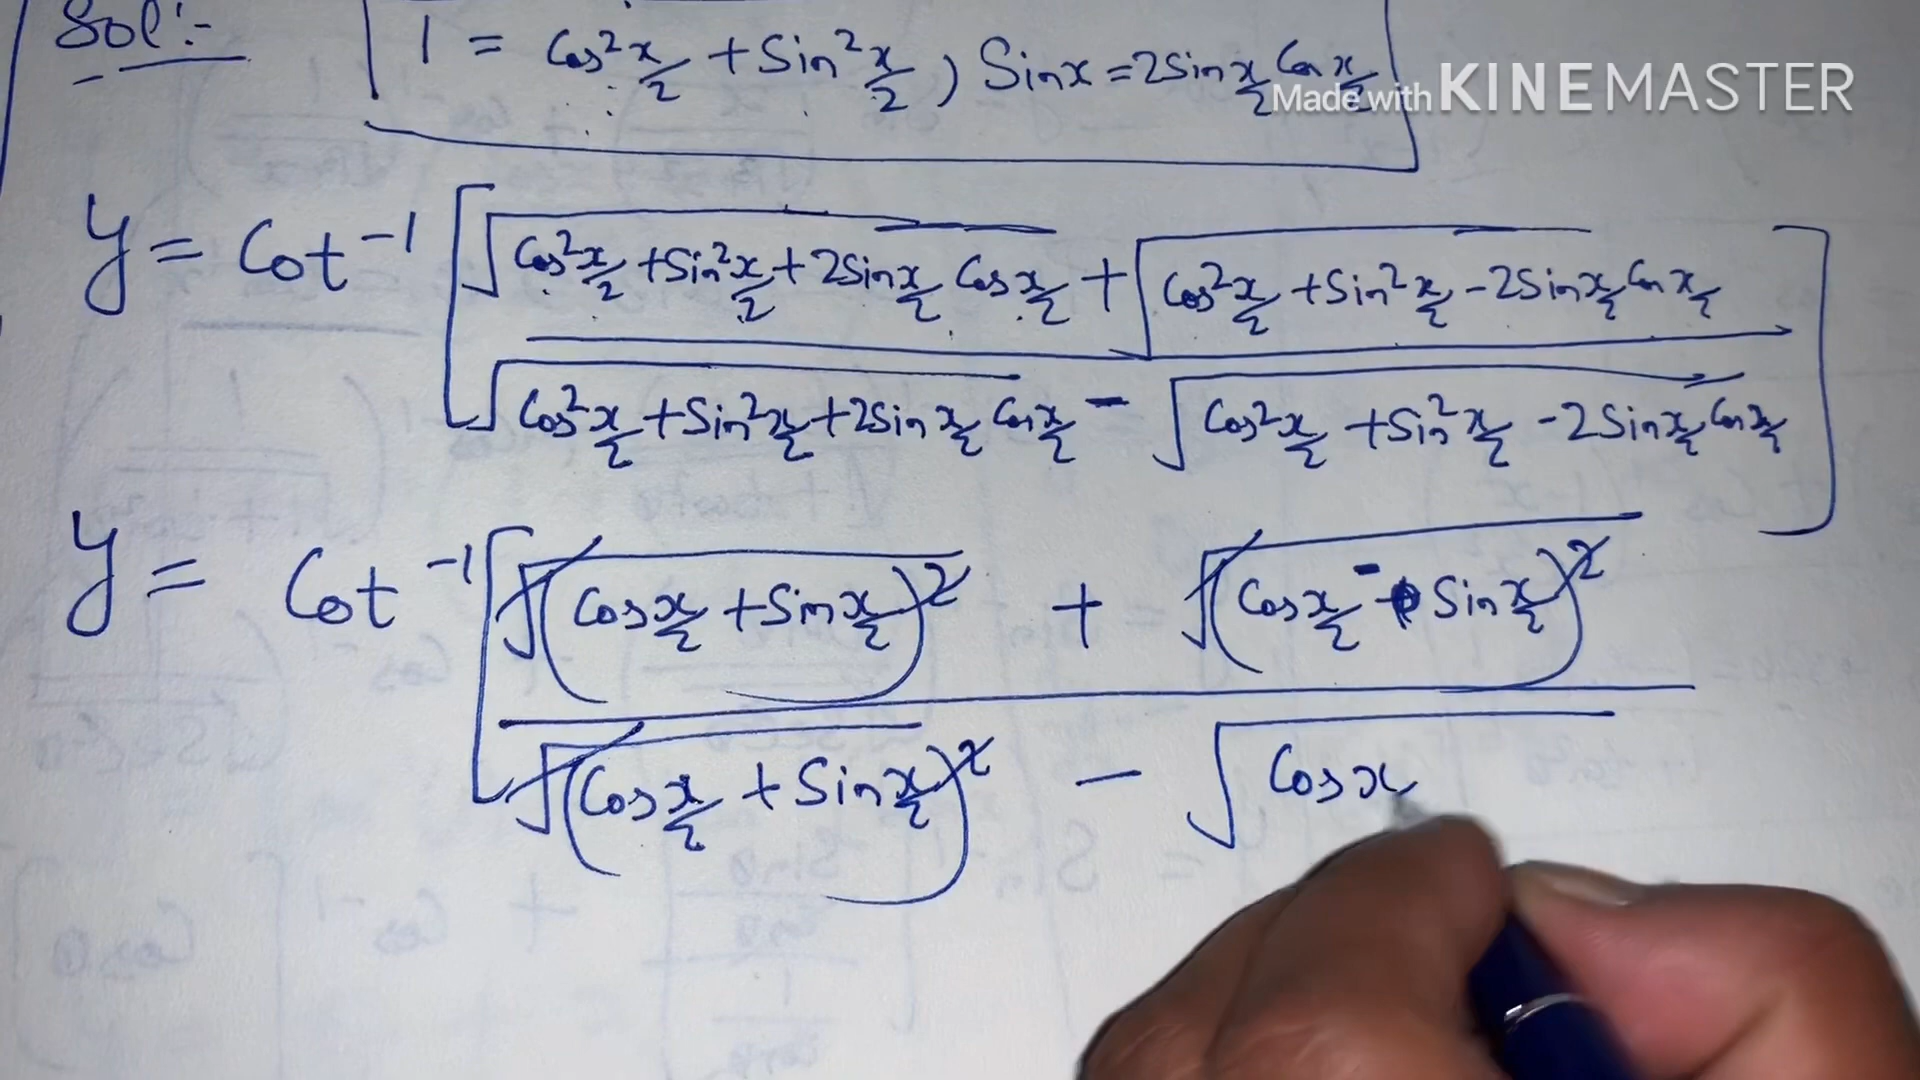 Sol:-
1 = Cos²x/2 + Sin²x/2 , Sinx = 2Sinx/2 Cosx/2
Made with KINEMASTER
y = Cot⁻¹ [ √Cos²x/2 + Sin²x/2 + 2Sinx/2 Cosx/2 + √Cos²x/2 + Sin²x/2 - 2Sinx/2 Cosx/2
√Cos²x/2 + Sin²x/2 + 2Sinx/2 Cosx/2 - √Cos²x/2 + Sin²x/2 - 2Sinx/2 Cosx/2 ]
y = Cot⁻¹ [ √(Cosx/2 + Sinx/2)² + √(Cosx/2 - Sinx/2)²
√(Cosx/2 + Sinx/2)² - √Cosx